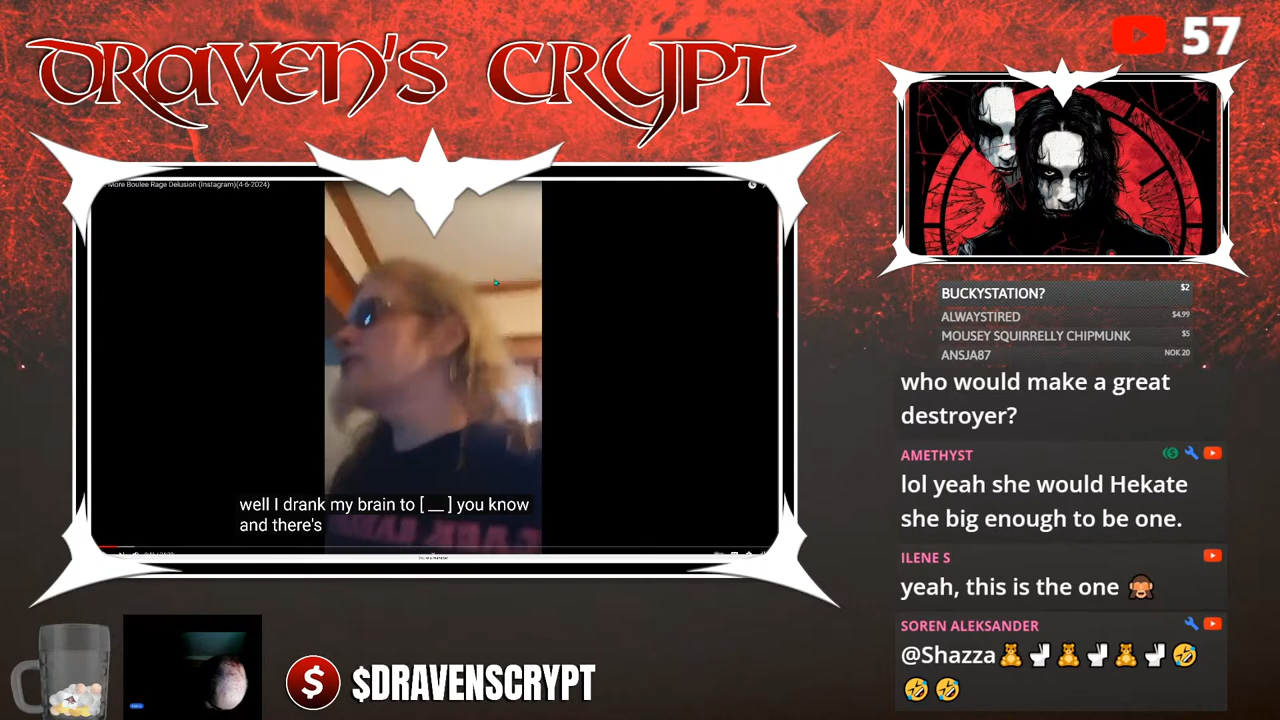 DRAVEN'S CRYPT
57
More Boulee Rage Delusion (Instagram)(4-6-2024)
well I drank my brain to [ __ ] you know
and there's
BUCKYSTATION? $2
ALWAYSTIRED $4.99
MOUSEY SQUIRRELLY CHIPMUNK $5
ANSJA87 NOK 20
who would make a great
destroyer?
AMETHYST
lol yeah she would Hekate
she big enough to be one.
ILENE S
yeah, this is the one 🙈
SOREN ALEKSANDER
@Shazza🧸🚽🧸🚽🧸🚽🤣
🤣🤣
$ $DRAVENSCRYPT